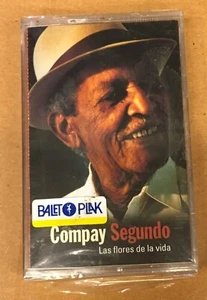 BALET PLAK
Compay Segundo
Las flores de la vida